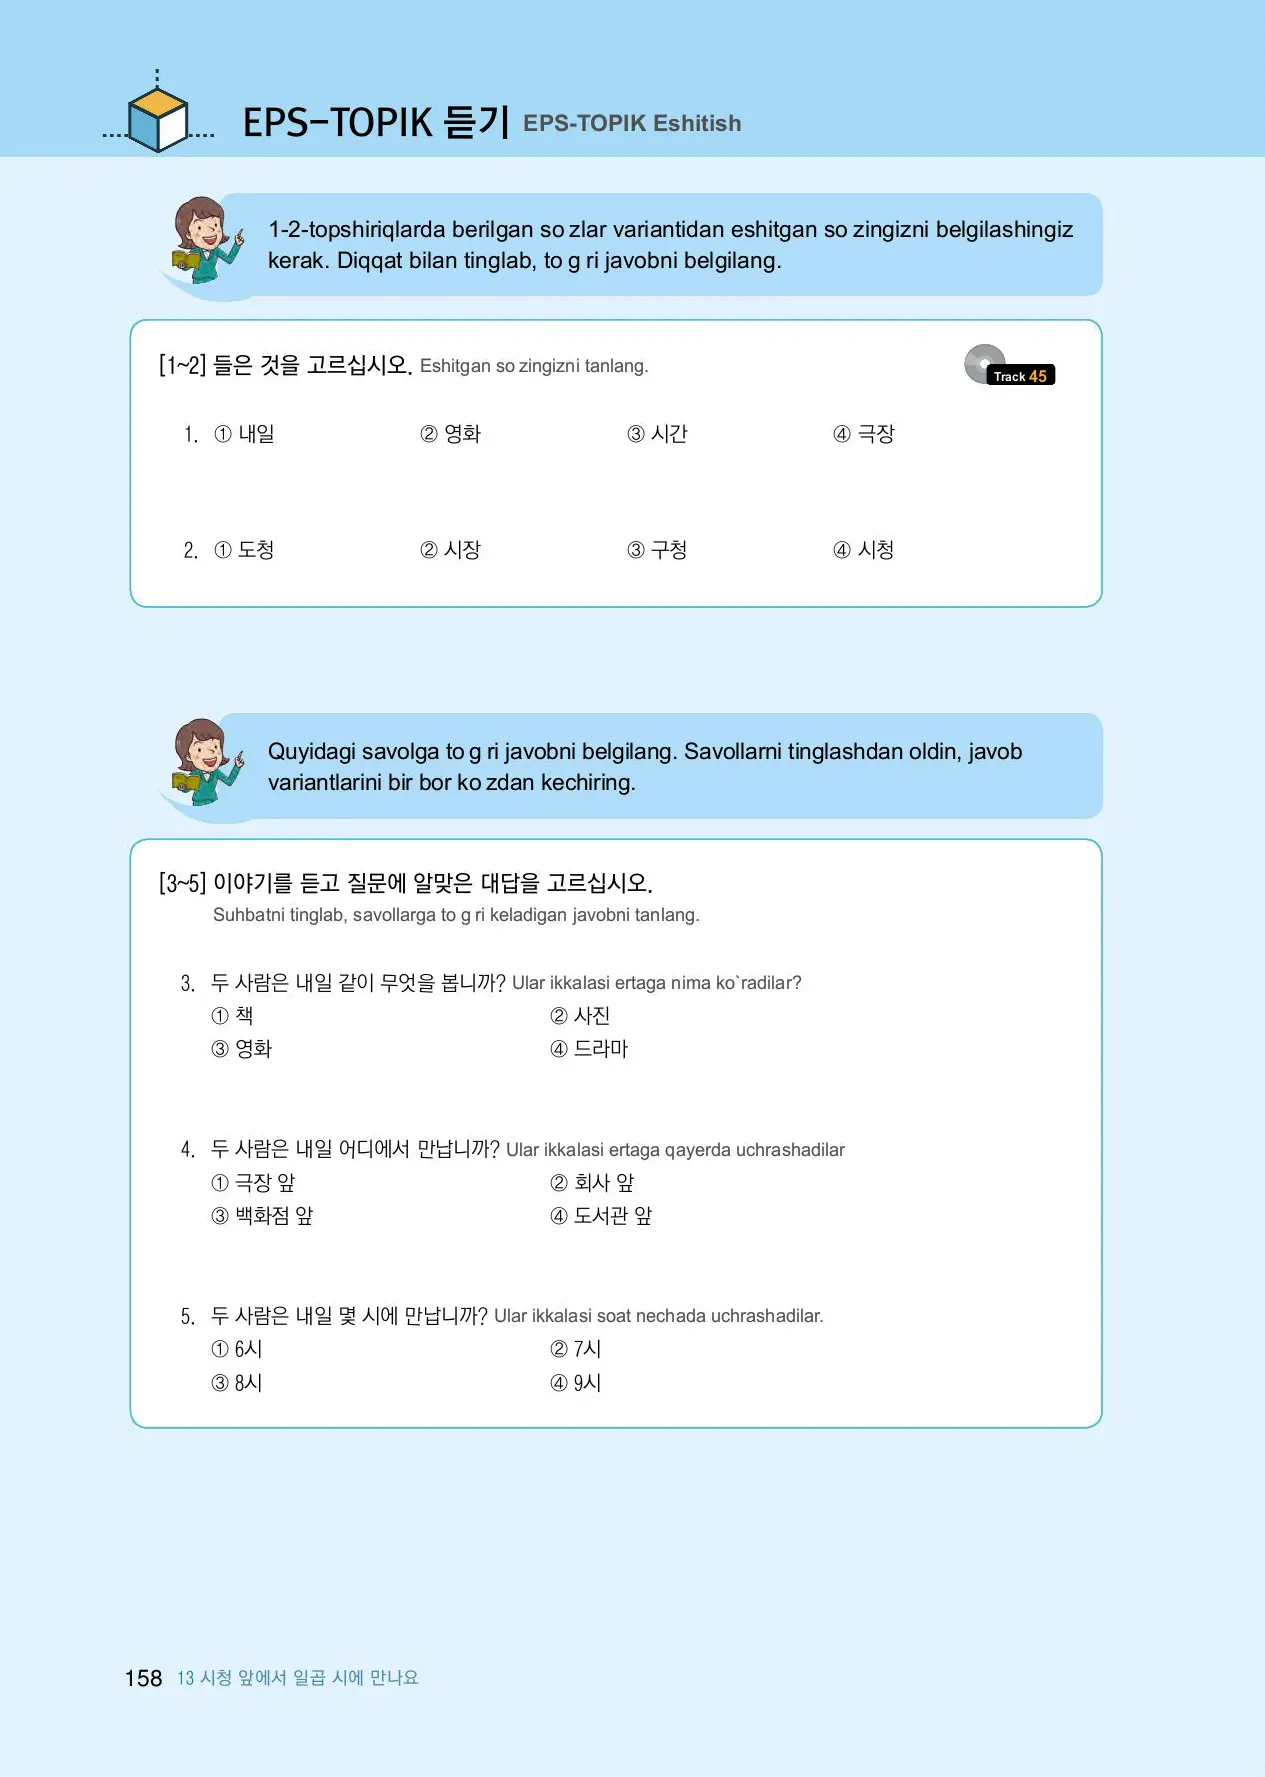 EPS-TOPIK 듣기 EPS-TOPIK Eshitish
1-2-topshiriqlarda berilgan so zlar variantidan eshitgan so zingizni belgilashingiz
kerak. Diqqat bilan tinglab, to g ri javobni belgilang.
[1~2] 들은 것을 고르십시오. Eshitgan so zingizni tanlang.
Track 45
1. ① 내일 ② 영화 ③ 시간 ④ 극장
2. ① 도청 ② 시장 ③ 구청 ④ 시청
Quyidagi savolga to g ri javobni belgilang. Savollarni tinglashdan oldin, javob
variantlarini bir bor ko zdan kechiring.
[3~5] 이야기를 듣고 질문에 알맞은 대답을 고르십시오.
Suhbatni tinglab, savollarga to g ri keladigan javobni tanlang.
3. 두 사람은 내일 같이 무엇을 봅니까? Ular ikkalasi ertaga nima ko`radilar?
① 책 ② 사진
③ 영화 ④ 드라마
4. 두 사람은 내일 어디에서 만납니까? Ular ikkalasi ertaga qayerda uchrashadilar
① 극장 앞 ② 회사 앞
③ 백화점 앞 ④ 도서관 앞
5. 두 사람은 내일 몇 시에 만납니까? Ular ikkalasi soat nechada uchrashadilar.
① 6시 ② 7시
③ 8시 ④ 9시
158 13 시청 앞에서 일곱 시에 만나요